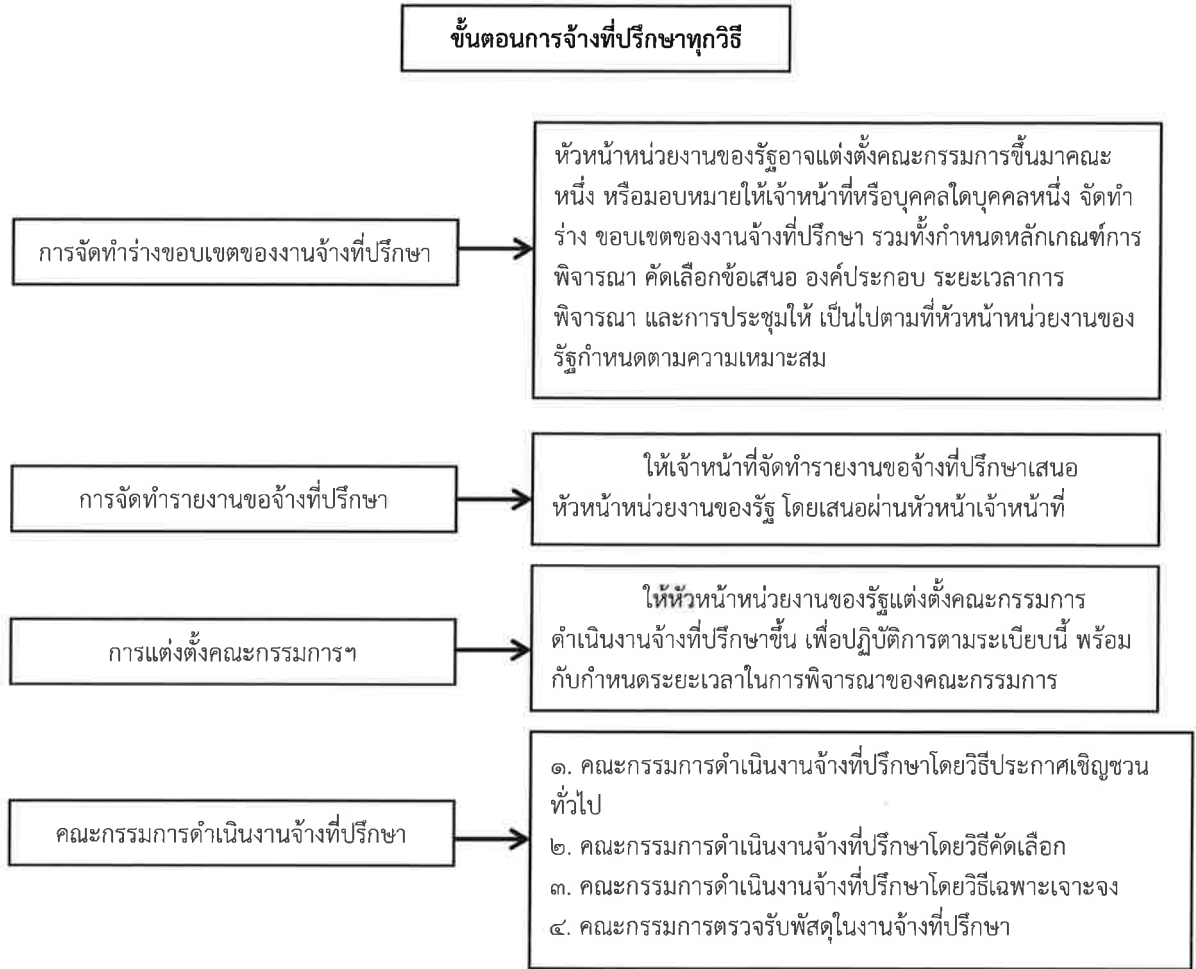 ขั้นตอนการจ้างที่ปรึกษาทุกวิธี
การจัดทำร่างขอบเขตของงานจ้างที่ปรึกษา
หัวหน้าหน่วยงานของรัฐอาจแต่งตั้งคณะกรรมการขึ้นมาคณะ
หนึ่ง หรือมอบหมายให้เจ้าหน้าที่หรือบุคคลใดบุคคลหนึ่ง จัดทำ
ร่าง ขอบเขตของงานจ้างที่ปรึกษา รวมทั้งกำหนดหลักเกณฑ์การ
พิจารณา คัดเลือกข้อเสนอ องค์ประกอบ ระยะเวลาการ
พิจารณา และการประชุมให้ เป็นไปตามที่หัวหน้าหน่วยงานของ
รัฐกำหนดตามความเหมาะสม
การจัดทำรายงานขอจ้างที่ปรึกษา
ให้เจ้าหน้าที่จัดทำรายงานขอจ้างที่ปรึกษาเสนอ
หัวหน้าหน่วยงานของรัฐ โดยเสนอผ่านหัวหน้าเจ้าหน้าที่
การแต่งตั้งคณะกรรมการฯ
ให้หัวหน้าหน่วยงานของรัฐแต่งตั้งคณะกรรมการ
ดำเนินงานจ้างที่ปรึกษาขึ้น เพื่อปฏิบัติการตามระเบียบนี้ พร้อม
กับกำหนดระยะเวลาในการพิจารณาของคณะกรรมการ
คณะกรรมการดำเนินงานจ้างที่ปรึกษา
๑. คณะกรรมการดำเนินงานจ้างที่ปรึกษาโดยวิธีประกาศเชิญชวน
ทั่วไป
๒. คณะกรรมการดำเนินงานจ้างที่ปรึกษาโดยวิธีคัดเลือก
๓. คณะกรรมการดำเนินงานจ้างที่ปรึกษาโดยวิธีเฉพาะเจาะจง
๔. คณะกรรมการตรวจรับพัสดุในงานจ้างที่ปรึกษา